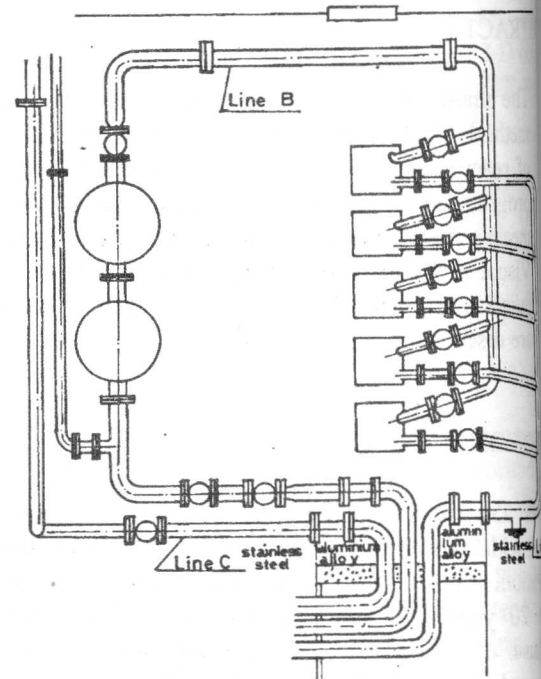 Line B
Line C
stainless
steel
aluminium
alloy
alumin
ium
alloy
stainless
steel